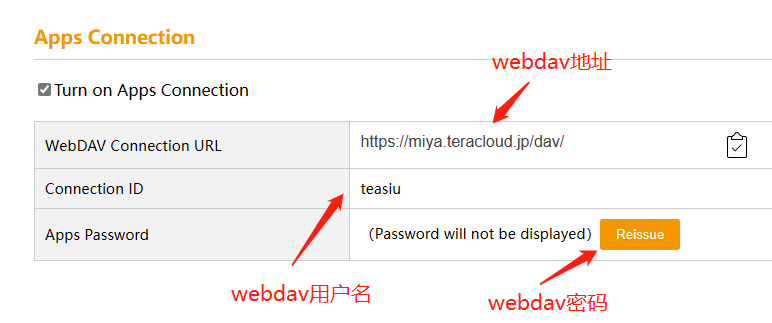 Apps Connection
webdav地址
Turn on Apps Connection
WebDAV Connection URL
https://miya.teracloud.jp/dav/
Connection ID
teasiu
Apps Password
（Password will not be displayed）
Reissue
webdav用户名
webdav密码